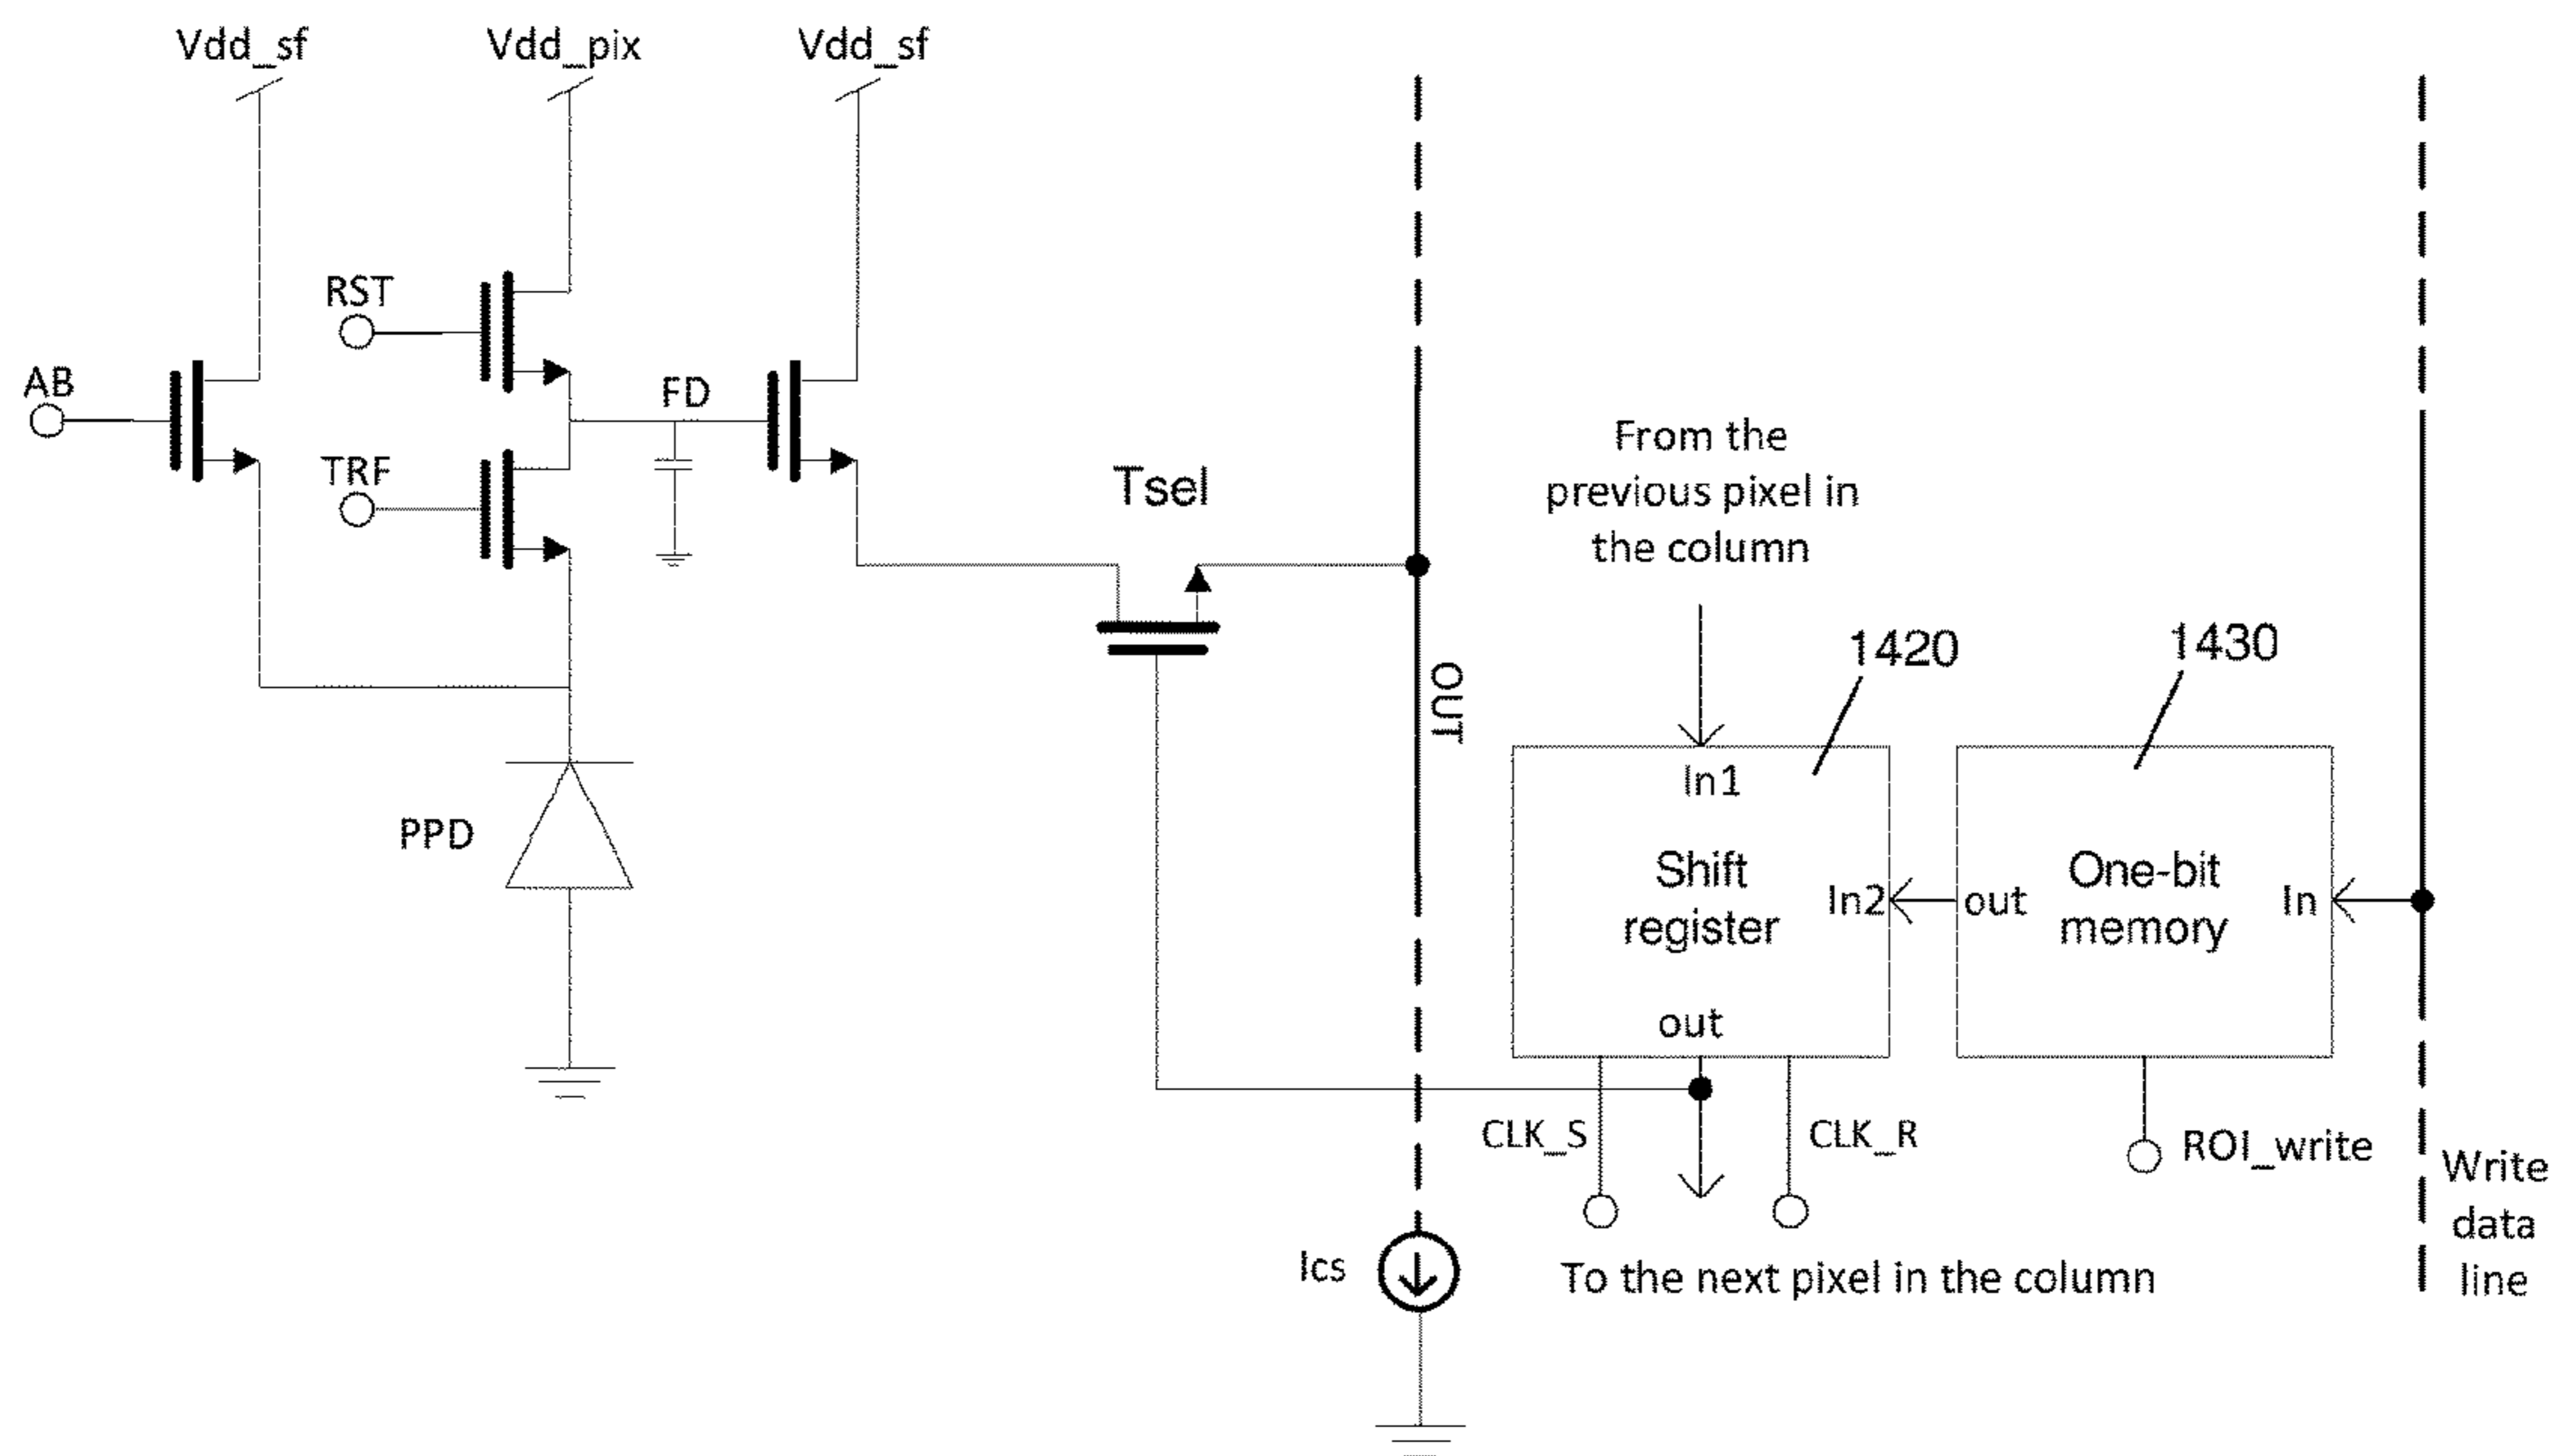 Vdd_sf
Vdd_pix
Vdd_sf
RST
AB
FD
TRF
Tsel
From the
previous pixel in
the column
1420
1430
OUT
In1
PPD
Shift
register
In2
out
One-bit
memory
In
out
CLK_S
CLK_R
ROI_write
Write
data
line
Ics
To the next pixel in the column